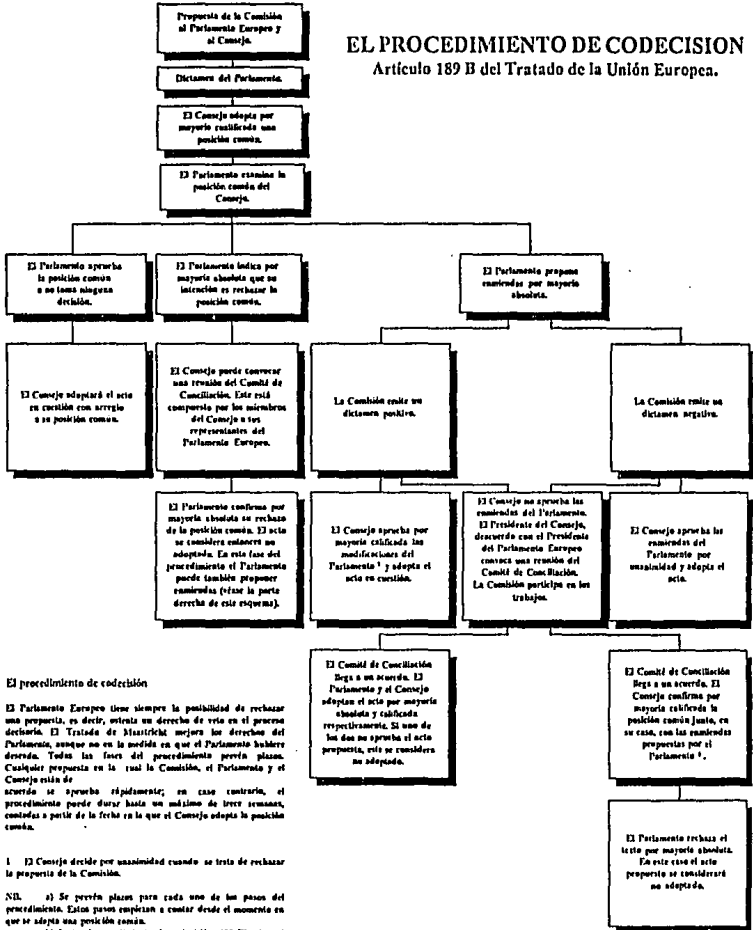 EL PROCEDIMIENTO DE CODECISION
Artículo 189 B del Tratado de la Unión Europea.
Propuesta de la Comisión
al Parlamento Europeo y
al Consejo.
Dictamen del Parlamento.
El Consejo adopta por
mayoría cualificada una
posición común.
El Parlamento examina la
posición común del
Consejo.
El Parlamento aprueba
la posición común
o no toma ninguna
decisión.
El Parlamento indica por
mayoría absoluta que su
intención es rechazar la
posición común.
El Parlamento propone
enmiendas por mayoría
absoluta.
El Consejo adoptará el acto
en cuestión con arreglo
a su posición común.
El Consejo puede convocar
una reunión del Comité de
Conciliación. Este está
compuesto por los miembros
del Consejo o sus
representantes del
Parlamento Europeo.
La Comisión emite un
dictamen positivo.
La Comisión emite un
dictamen negativo.
El Parlamento confirma por
mayoría absoluta su rechazo
de la posición común. El acto
se considera entonces no
adoptado. En esta fase del
procedimiento el Parlamento
puede también proponer
enmiendas (véase la parte
derecha de este esquema).
El Consejo aprueba por
mayoría calificada las
modificaciones del
Parlamento ¹ y adopta el
acto en cuestión.
El Consejo no aprueba las
enmiendas del Parlamento.
El Presidente del Consejo,
deacuerdo con el Presidente
del Parlamento Europeo
convoca una reunión del
Comité de Conciliación.
La Comisión participa en los
trabajos.
El Consejo aprueba las
enmiendas del
Parlamento por
unanimidad y adopta el
acto.
El Comité de Conciliación
llega a un acuerdo. El
Parlamento y el Consejo
adoptan el acto por mayoría
absoluta y calificada
respectivamente. Si uno de
los dos no aprueba el acto
propuesto, este se considera
no adoptado.
El Comité de Conciliación
llega a un acuerdo. El
Consejo confirma por
mayoría calificada la
posición común junto, en
su caso, con las enmiendas
propuestas por el
Parlamento ¹.
El Parlamento rechaza el
texto por mayoría absoluta.
En este caso el acto
propuesto se considerará
no adoptado.
El procedimiento de codecisión
El Parlamento Europeo tiene siempre la posibilidad de rechazar
una propuesta, es decir, ostenta un derecho de veto en el proceso
decisorio. El Tratado de Maastricht mejora los derechos del
Parlamento, aunque no en la medida en que el Parlamento hubiere
deseado. Todas las fases del procedimiento prevén plazos.
Cualquier propuesta en la cual la Comisión, el Parlamento y el
Consejo están de
acuerdo se aprueba rápidamente; en caso contrario, el
procedimiento puede durar hasta un máximo de trece semanas,
contadas a partir de la fecha en la que el Consejo adopta la posición
común.
1 El Consejo decide por unanimidad cuando se trata de rechazar
la propuesta de la Comisión.
NB. a) Se prevén plazos para cada uno de los pasos del
procedimiento. Estos pasos empiezan a contar desde el momento en
que se adopta una posición común.